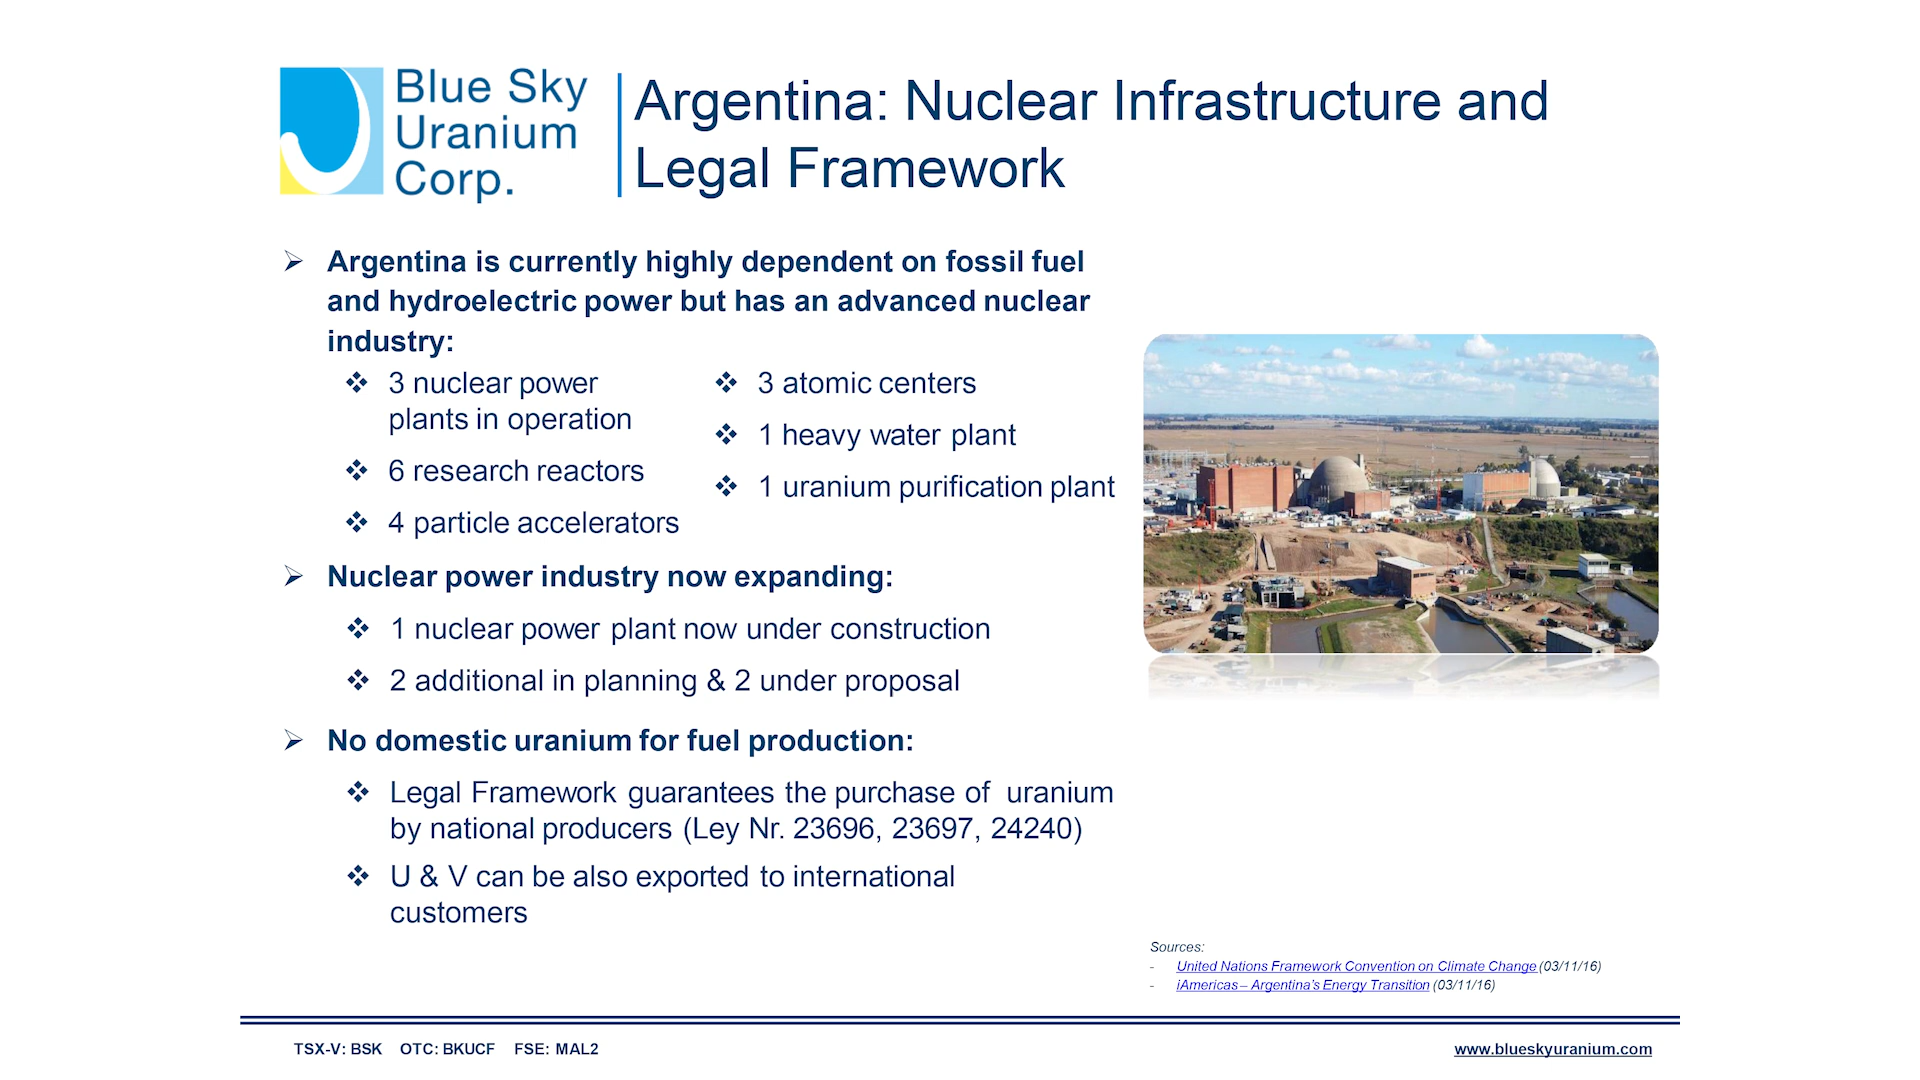 Blue Sky
Uranium
Corp.
Argentina: Nuclear Infrastructure and
Legal Framework
Argentina is currently highly dependent on fossil fuel
and hydroelectric power but has an advanced nuclear
industry:
3 nuclear power
plants in operation
6 research reactors
4 particle accelerators
3 atomic centers
1 heavy water plant
1 uranium purification plant
Nuclear power industry now expanding:
1 nuclear power plant now under construction
2 additional in planning & 2 under proposal
No domestic uranium for fuel production:
Legal Framework guarantees the purchase of uranium
by national producers (Ley Nr. 23696, 23697, 24240)
U & V can be also exported to international
customers
Sources:
- United Nations Framework Convention on Climate Change (03/11/16)
- iAmericas – Argentina's Energy Transition (03/11/16)
TSX-V: BSK OTC: BKUCF FSE: MAL2
www.blueskyuranium.com